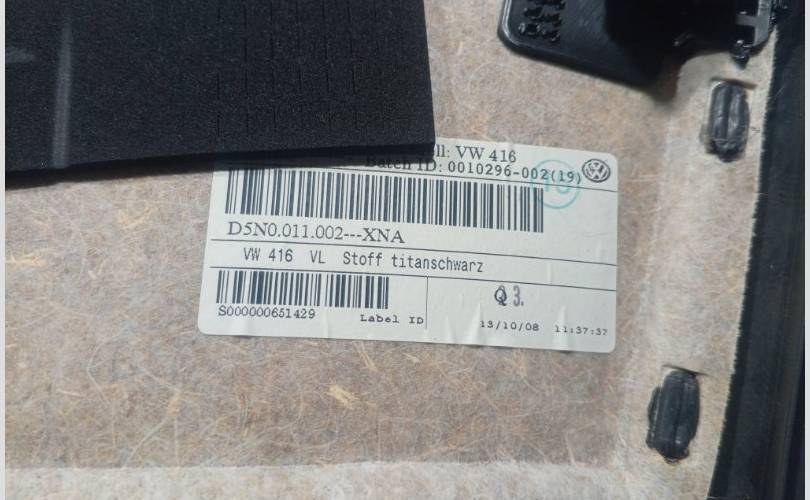 ll: VW 416
Batch ID: 0010296-002(19)
D5N0.011.002---XNA
VW 416 VL Stoff titanschwarz
Q 3.
S000000651429 Label ID
13/10/08 11:37:37